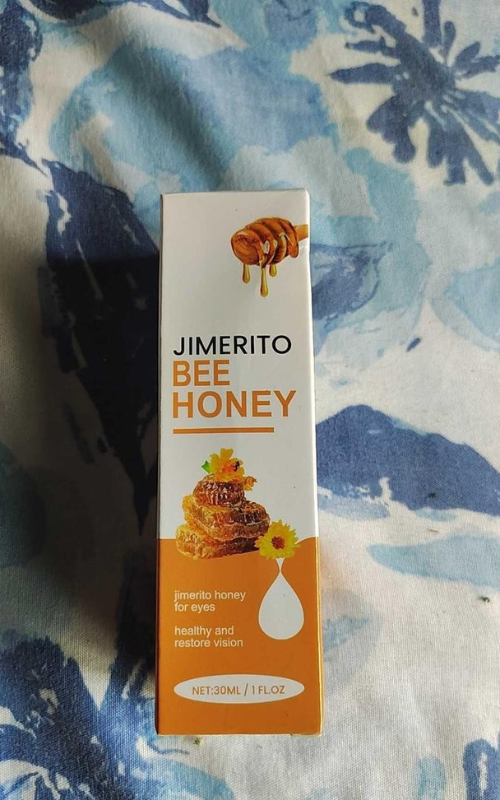 JIMERITO
BEE
HONEY
jimerito honey
for eyes
healthy and
restore vision
NET:30ML / 1 FL.OZ